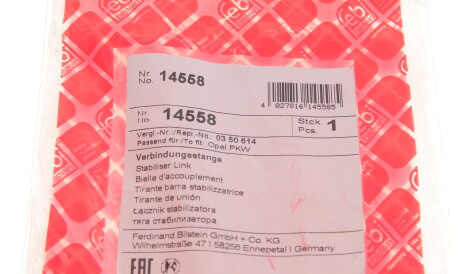 Nr.
No. 14558
4 027816 145585
Nr.
No. 14558
Stck.
Pcs. 1
Vergl.-Nr./Repl.-No.: 03 50 614
Passend für/To fit: Opel PKW
Verbindungsstange
Stabiliser Link
Bielle d'accouplement
Tirante barra stabilizzatrice
Tirante de unión
Łącznik stabilizatora
тяга стабилизатора
Ferdinand Bilstein GmbH + Co. KG
Wilhelmstraße 47 | 58256 Ennepetal | Germany
EAC